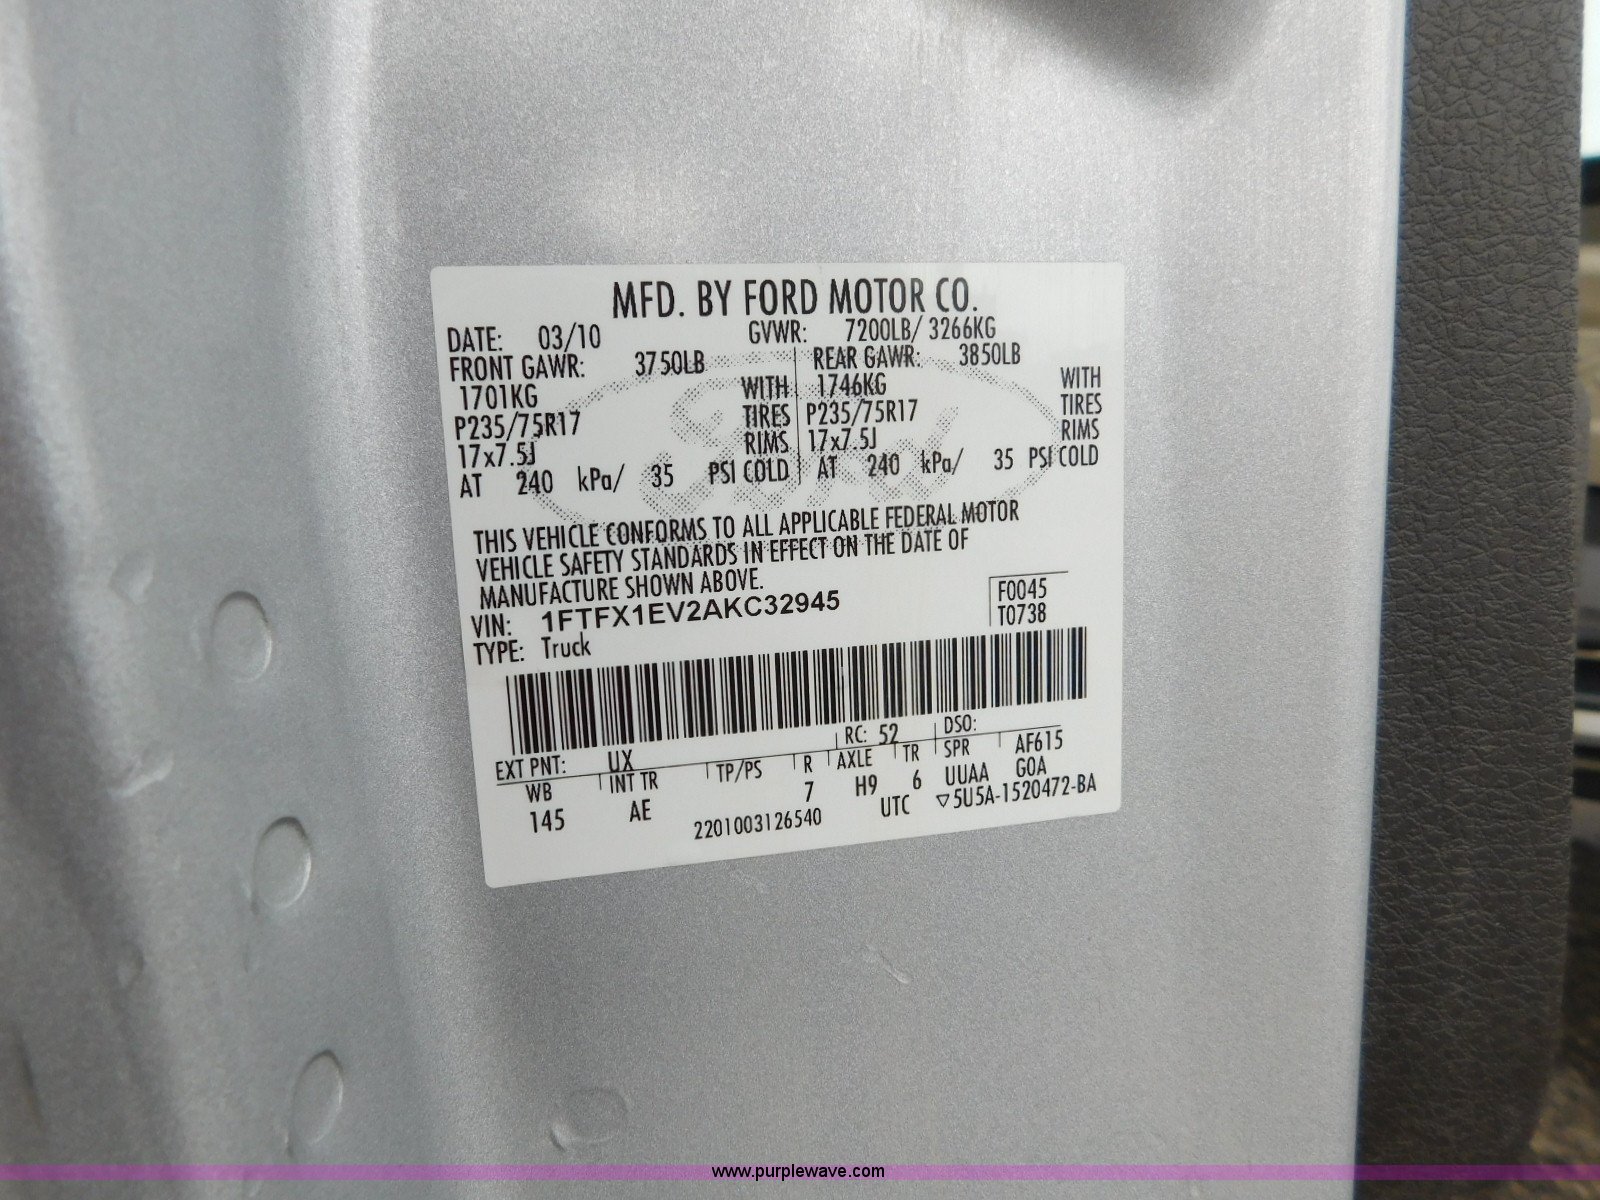 MFD. BY FORD MOTOR CO.
DATE: 03/10 GVWR: 7200LB/ 3266KG
FRONT GAWR: 3750LB REAR GAWR: 3850LB
1701KG WITH 1746KG WITH
P235/75R17 TIRES P235/75R17 TIRES
17x7.5J RIMS 17x7.5J RIMS
AT 240 kPa/ 35 PSI COLD AT 240 kPa/ 35 PSI COLD
THIS VEHICLE CONFORMS TO ALL APPLICABLE FEDERAL MOTOR
VEHICLE SAFETY STANDARDS IN EFFECT ON THE DATE OF
MANUFACTURE SHOWN ABOVE.
VIN: 1FTFX1EV2AKC32945 F0045
TYPE: Truck T0738
EXT PNT: UX RC: 52 DSO:
WB INT TR TP/PS R AXLE TR SPR AF615
145 AE 7 H9 6 UUAA GOA
2201003126540 UTC ▽5U5A-1520472-BA
Ford
www.purplewave.com